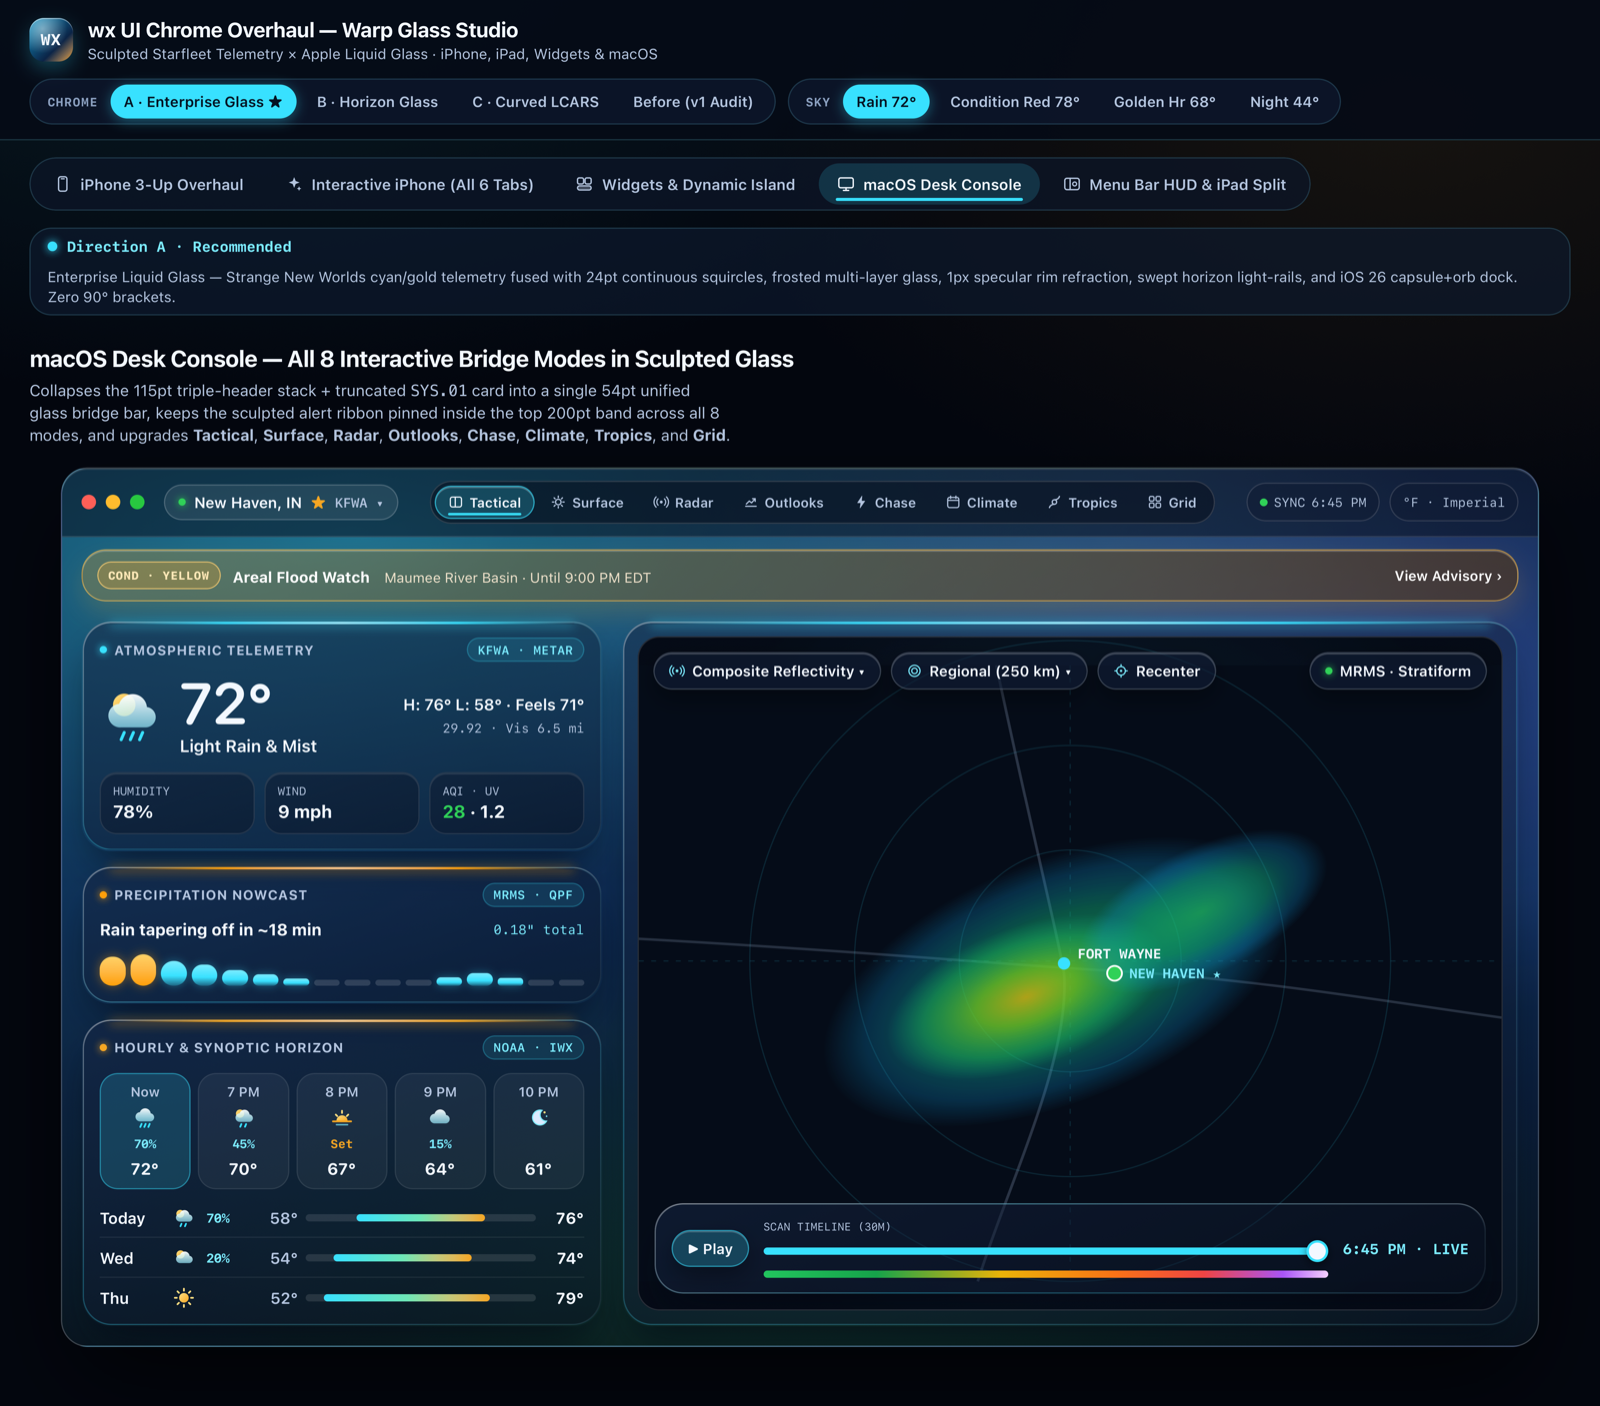 WX
wx UI Chrome Overhaul — Warp Glass Studio
Sculpted Starfleet Telemetry × Apple Liquid Glass · iPhone, iPad, Widgets & macOS
CHROME A · Enterprise Glass ★ B · Horizon Glass C · Curved LCARS Before (v1 Audit)
SKY Rain 72° Condition Red 78° Golden Hr 68° Night 44°
iPhone 3-Up Overhaul Interactive iPhone (All 6 Tabs) Widgets & Dynamic Island macOS Desk Console Menu Bar HUD & iPad Split
Direction A · Recommended
Enterprise Liquid Glass — Strange New Worlds cyan/gold telemetry fused with 24pt continuous squircles, frosted multi-layer glass, 1px specular rim refraction, swept horizon light-rails, and iOS 26 capsule+orb dock.
Zero 90° brackets.
macOS Desk Console — All 8 Interactive Bridge Modes in Sculpted Glass
Collapses the 115pt triple-header stack + truncated SYS.01 card into a single 54pt unified
glass bridge bar, keeps the sculpted alert ribbon pinned inside the top 200pt band across all 8
modes, and upgrades Tactical, Surface, Radar, Outlooks, Chase, Climate, Tropics, and Grid.
New Haven, IN ★ KFWA ▾
Tactical Surface Radar Outlooks Chase Climate Tropics Grid
SYNC 6:45 PM
°F · Imperial
COND · YELLOW Areal Flood Watch Maumee River Basin · Until 9:00 PM EDT
View Advisory ›
ATMOSPHERIC TELEMETRY
KFWA · METAR
72°
Light Rain & Mist
H: 76° L: 58° · Feels 71°
29.92 · Vis 6.5 mi
HUMIDITY
78%
WIND
9 mph
AQI · UV
28 · 1.2
PRECIPITATION NOWCAST
MRMS · QPF
Rain tapering off in ~18 min
0.18" total
HOURLY & SYNOPTIC HORIZON
NOAA · IWX
Now
70%
72°
7 PM
45%
70°
8 PM
Set
67°
9 PM
15%
64°
10 PM
61°
Today 70% 58° 76°
Wed 20% 54° 74°
Thu 52° 79°
Composite Reflectivity ▾
Regional (250 km) ▾
Recenter
MRMS · Stratiform
FORT WAYNE
NEW HAVEN ★
▶ Play
SCAN TIMELINE (30M)
6:45 PM · LIVE